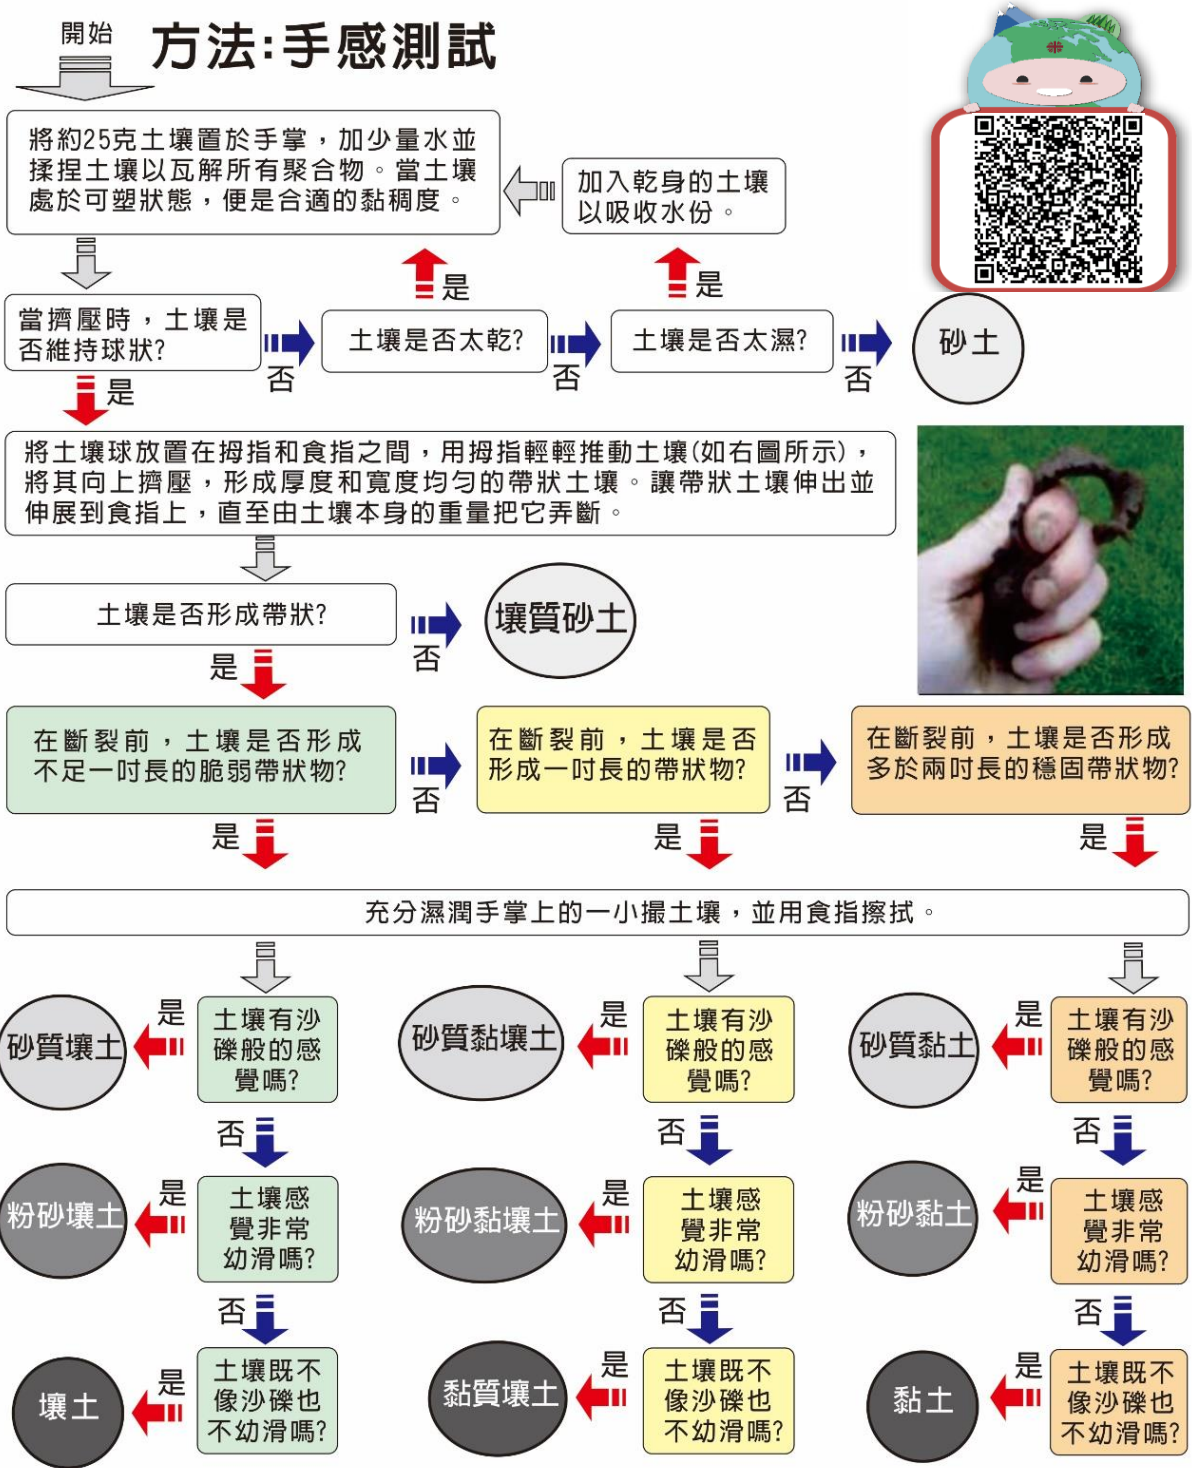 開始
方法:手感測試
將約25克土壤置於手掌，加少量水並
揉捏土壤以瓦解所有聚合物。當土壤
處於可塑狀態，便是合適的黏稠度。
加入乾身的土壤
以吸收水份。
是
是
當擠壓時，土壤是
否維持球狀?
否
土壤是否太乾?
否
土壤是否太濕?
否
砂土
是
將土壤球放置在拇指和食指之間，用拇指輕輕推動土壤(如右圖所示)，
將其向上擠壓，形成厚度和寬度均勻的帶狀土壤。讓帶狀土壤伸出並
伸展到食指上，直至由土壤本身的重量把它弄斷。
土壤是否形成帶狀?
否
壤質砂土
是
在斷裂前，土壤是否形成
不足一吋長的脆弱帶狀物?
否
在斷裂前，土壤是否
形成一吋長的帶狀物?
否
在斷裂前，土壤是否形成
多於兩吋長的穩固帶狀物?
是
是
是
充分濕潤手掌上的一小撮土壤，並用食指擦拭。
砂質壤土
是
土壤有沙
礫般的感
覺嗎?
砂質黏壤土
是
土壤有沙
礫般的感
覺嗎?
砂質黏土
是
土壤有沙
礫般的感
覺嗎?
否
否
否
粉砂壤土
是
土壤感
覺非常
幼滑嗎?
粉砂黏壤土
是
土壤感
覺非常
幼滑嗎?
粉砂黏土
是
土壤感
覺非常
幼滑嗎?
否
否
否
壤土
是
土壤既不
像沙礫也
不幼滑嗎?
黏質壤土
是
土壤既不
像沙礫也
不幼滑嗎?
黏土
是
土壤既不
像沙礫也
不幼滑嗎?